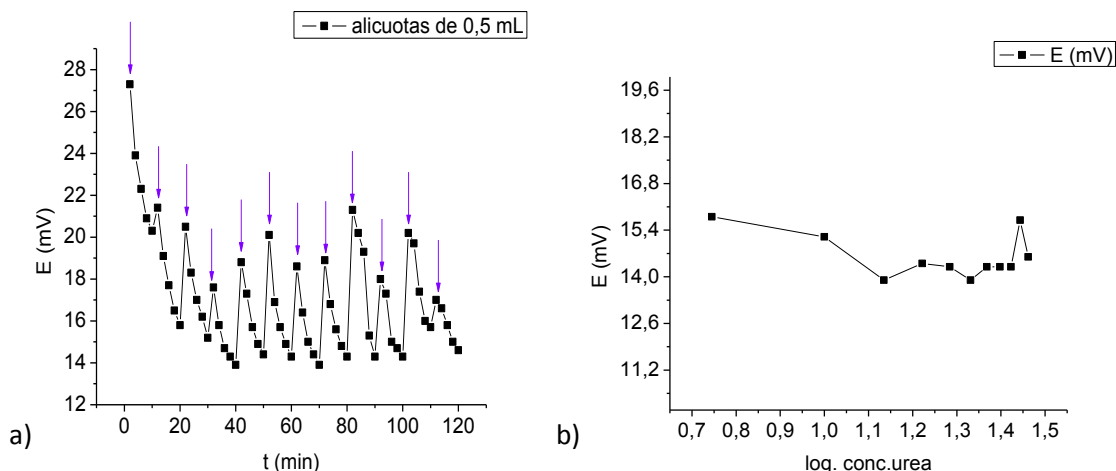 alicuotas de 0,5 mL
28
26
24
22
20
18
16
14
12
E (mV)
0 20 40 60 80 100 120
t (min)
a)
E (mV)
19,6
18,2
16,8
15,4
14,0
12,6
11,2
E (mV)
0,7 0,8 0,9 1,0 1,1 1,2 1,3 1,4 1,5
log. conc.urea
b)